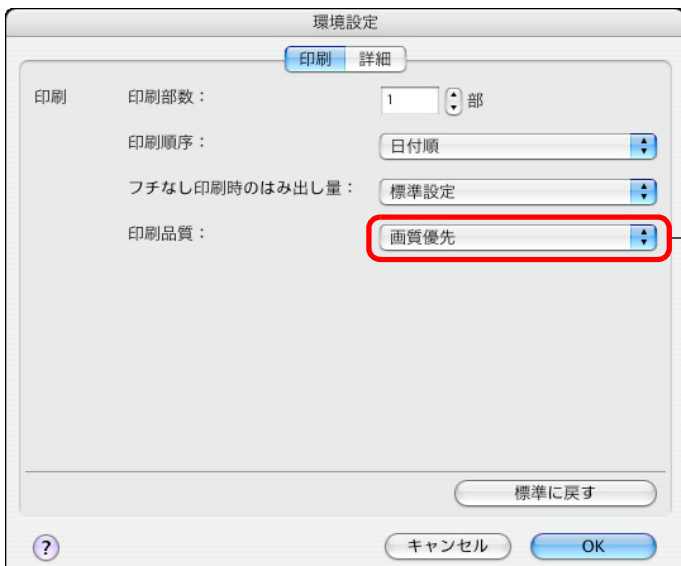 環境設定
印刷 詳細
印刷 印刷部数： 1 部
印刷順序： 日付順
フチなし印刷時のはみ出し量： 標準設定
印刷品質： 画質優先
標準に戻す
? キャンセル OK